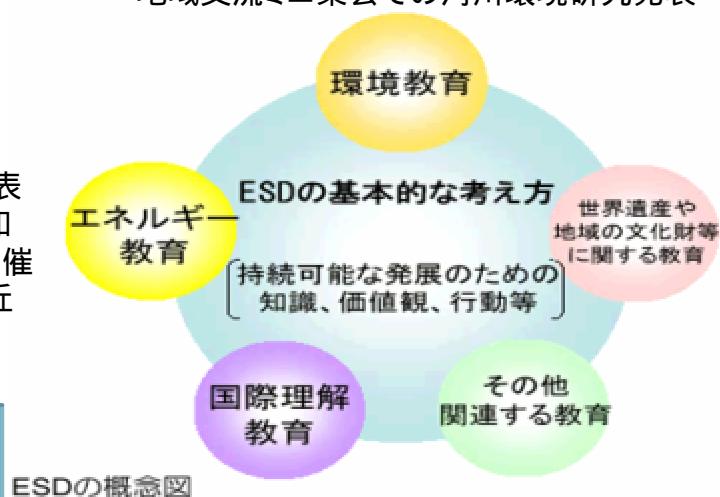 環境教育
ESDの基本的な考え方
エネルギー
教育
世界遺産や
地域の文化財等
に関する教育
持続可能な発展のための
知識、価値観、行動等
国際理解
教育
その他
関連する教育
表
催
丘
ESDの概念図